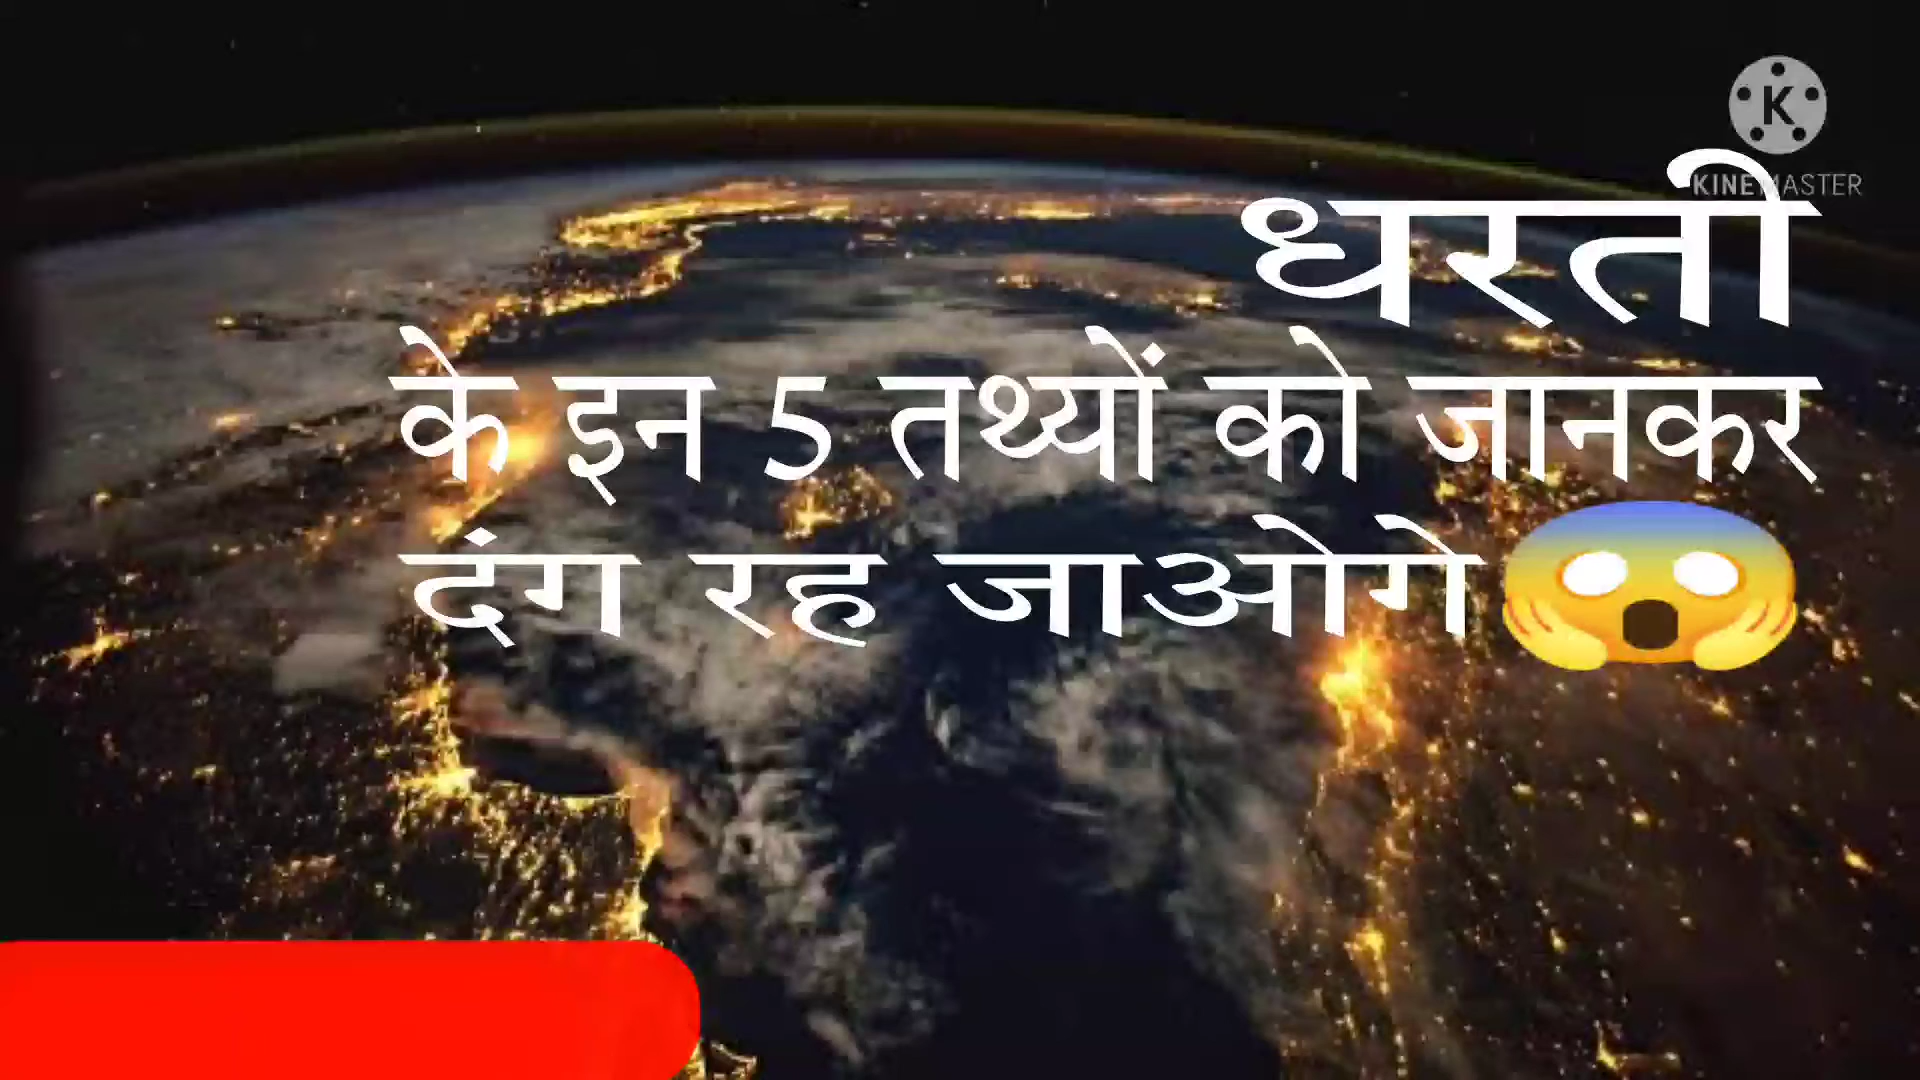 KINEMASTER
धरती
के इन 5 तथ्यों को जानकर
दंग रह जाओगे😱